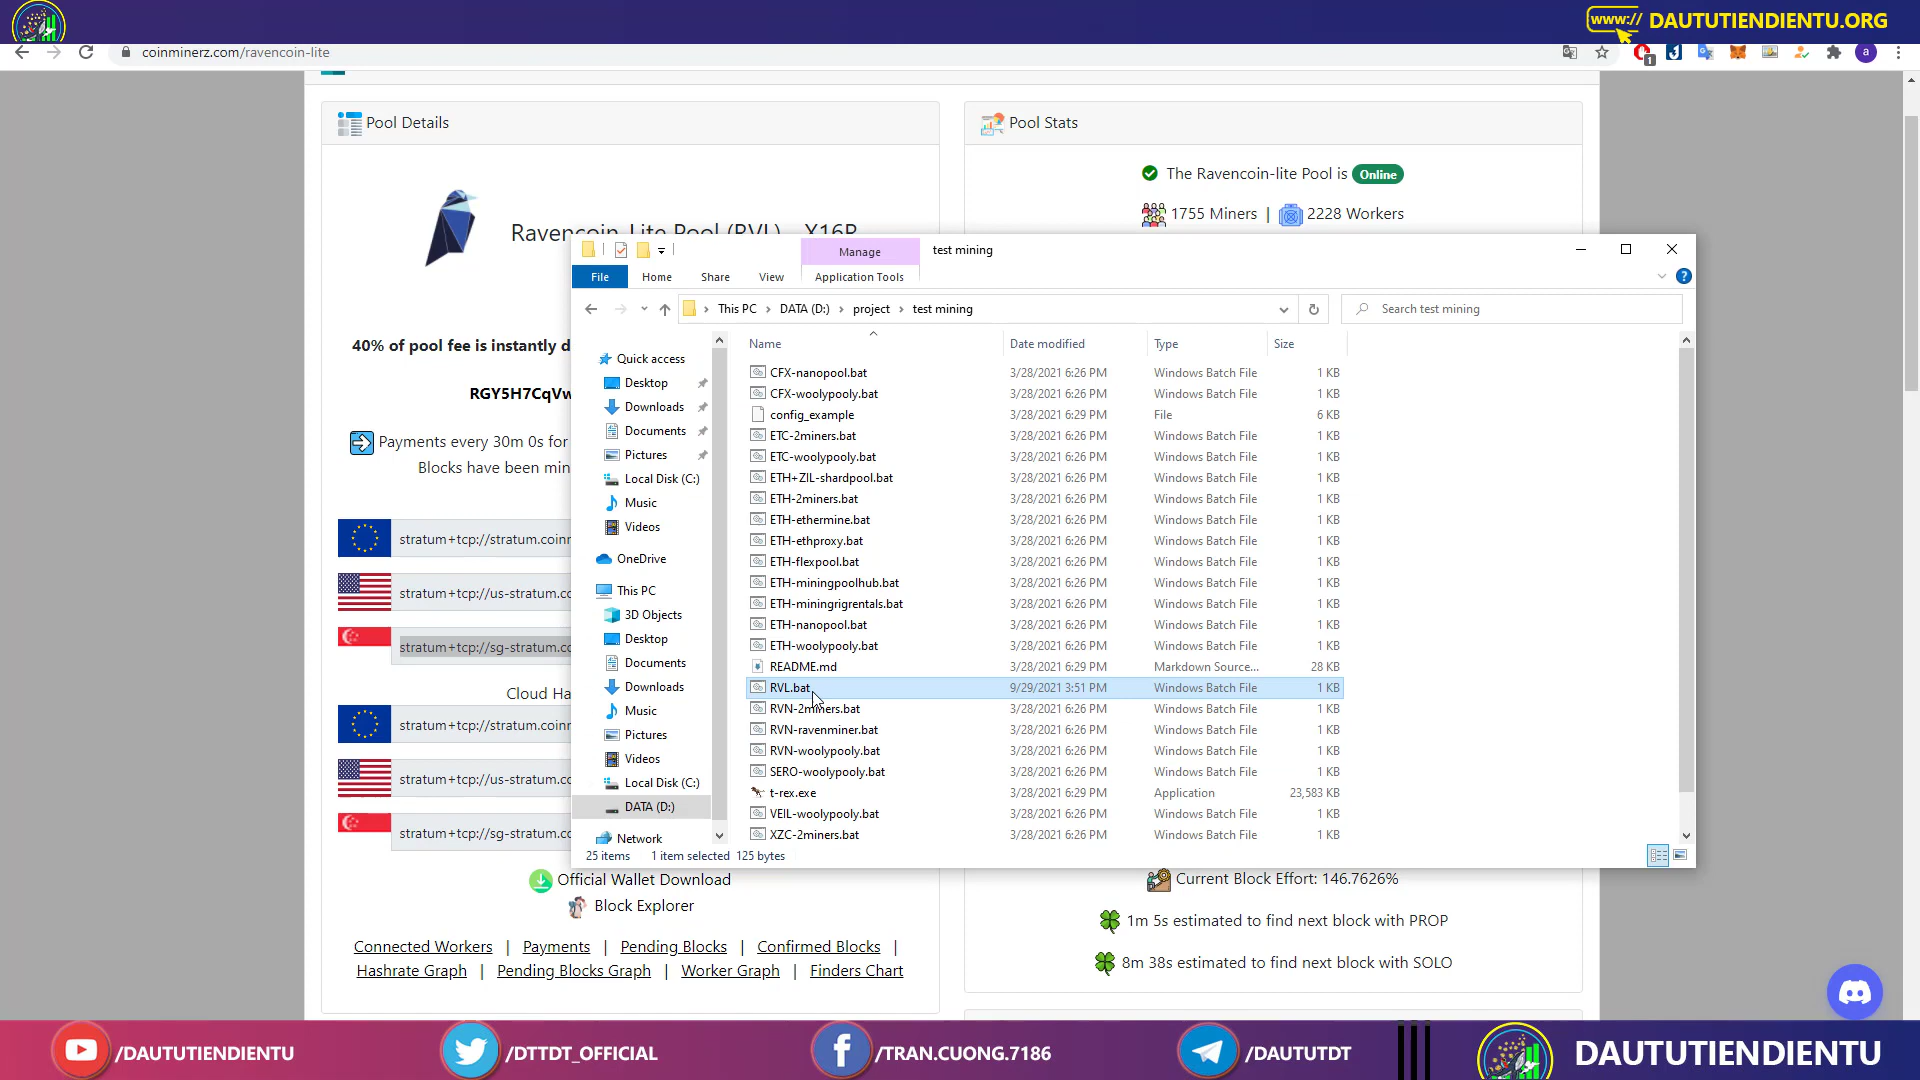 www:// DAUTUTIENDIENTU.ORG
coinminerz.com/ravencoin-lite
1
a
Pool Details
Pool Stats
The Ravencoin-lite Pool is Online
1755 Miners | 2228 Workers
Ravencoin-Lite Pool (RVL) - X16R
40% of pool fee is instantly d
RGY5H7CqVw
Payments every 30m 0s for
Blocks have been min
stratum+tcp://stratum.coinn
stratum+tcp://us-stratum.co
stratum+tcp://sg-stratum.co
Cloud Ha
stratum+tcp://stratum.coinn
stratum+tcp://us-stratum.co
stratum+tcp://sg-stratum.co
Official Wallet Download
Block Explorer
Connected Workers | Payments | Pending Blocks | Confirmed Blocks |
Hashrate Graph | Pending Blocks Graph | Worker Graph | Finders Chart
Manage
test mining
File
Home
Share
View
Application Tools
This PC > DATA (D:) > project > test mining
Search test mining
Quick access
Desktop
Downloads
Documents
Pictures
Local Disk (C:)
Music
Videos
OneDrive
This PC
3D Objects
Desktop
Documents
Downloads
Music
Pictures
Videos
Local Disk (C:)
DATA (D:)
Network
Name Date modified Type Size
CFX-nanopool.bat 3/28/2021 6:26 PM Windows Batch File 1 KB
CFX-woolypooly.bat 3/28/2021 6:26 PM Windows Batch File 1 KB
config_example 3/28/2021 6:29 PM File 6 KB
ETC-2miners.bat 3/28/2021 6:26 PM Windows Batch File 1 KB
ETC-woolypooly.bat 3/28/2021 6:26 PM Windows Batch File 1 KB
ETH+ZIL-shardpool.bat 3/28/2021 6:26 PM Windows Batch File 1 KB
ETH-2miners.bat 3/28/2021 6:26 PM Windows Batch File 1 KB
ETH-ethermine.bat 3/28/2021 6:26 PM Windows Batch File 1 KB
ETH-ethproxy.bat 3/28/2021 6:26 PM Windows Batch File 1 KB
ETH-flexpool.bat 3/28/2021 6:26 PM Windows Batch File 1 KB
ETH-miningpoolhub.bat 3/28/2021 6:26 PM Windows Batch File 1 KB
ETH-miningrigrentals.bat 3/28/2021 6:26 PM Windows Batch File 1 KB
ETH-nanopool.bat 3/28/2021 6:26 PM Windows Batch File 1 KB
ETH-woolypooly.bat 3/28/2021 6:26 PM Windows Batch File 1 KB
README.md 3/28/2021 6:29 PM Markdown Source... 28 KB
RVL.bat 9/29/2021 3:51 PM Windows Batch File 1 KB
RVN-2miners.bat 3/28/2021 6:26 PM Windows Batch File 1 KB
RVN-ravenminer.bat 3/28/2021 6:26 PM Windows Batch File 1 KB
RVN-woolypooly.bat 3/28/2021 6:26 PM Windows Batch File 1 KB
SERO-woolypooly.bat 3/28/2021 6:26 PM Windows Batch File 1 KB
t-rex.exe 3/28/2021 6:29 PM Application 23,583 KB
VEIL-woolypooly.bat 3/28/2021 6:26 PM Windows Batch File 1 KB
XZC-2miners.bat 3/28/2021 6:26 PM Windows Batch File 1 KB
25 items 1 item selected 125 bytes
Current Block Effort: 146.7626%
1m 5s estimated to find next block with PROP
8m 38s estimated to find next block with SOLO
/DAUTUTIENDIENTU
/DTTDT_OFFICIAL
/TRAN.CUONG.7186
/DAUTUTDT
DAUTUTIENDIENTU